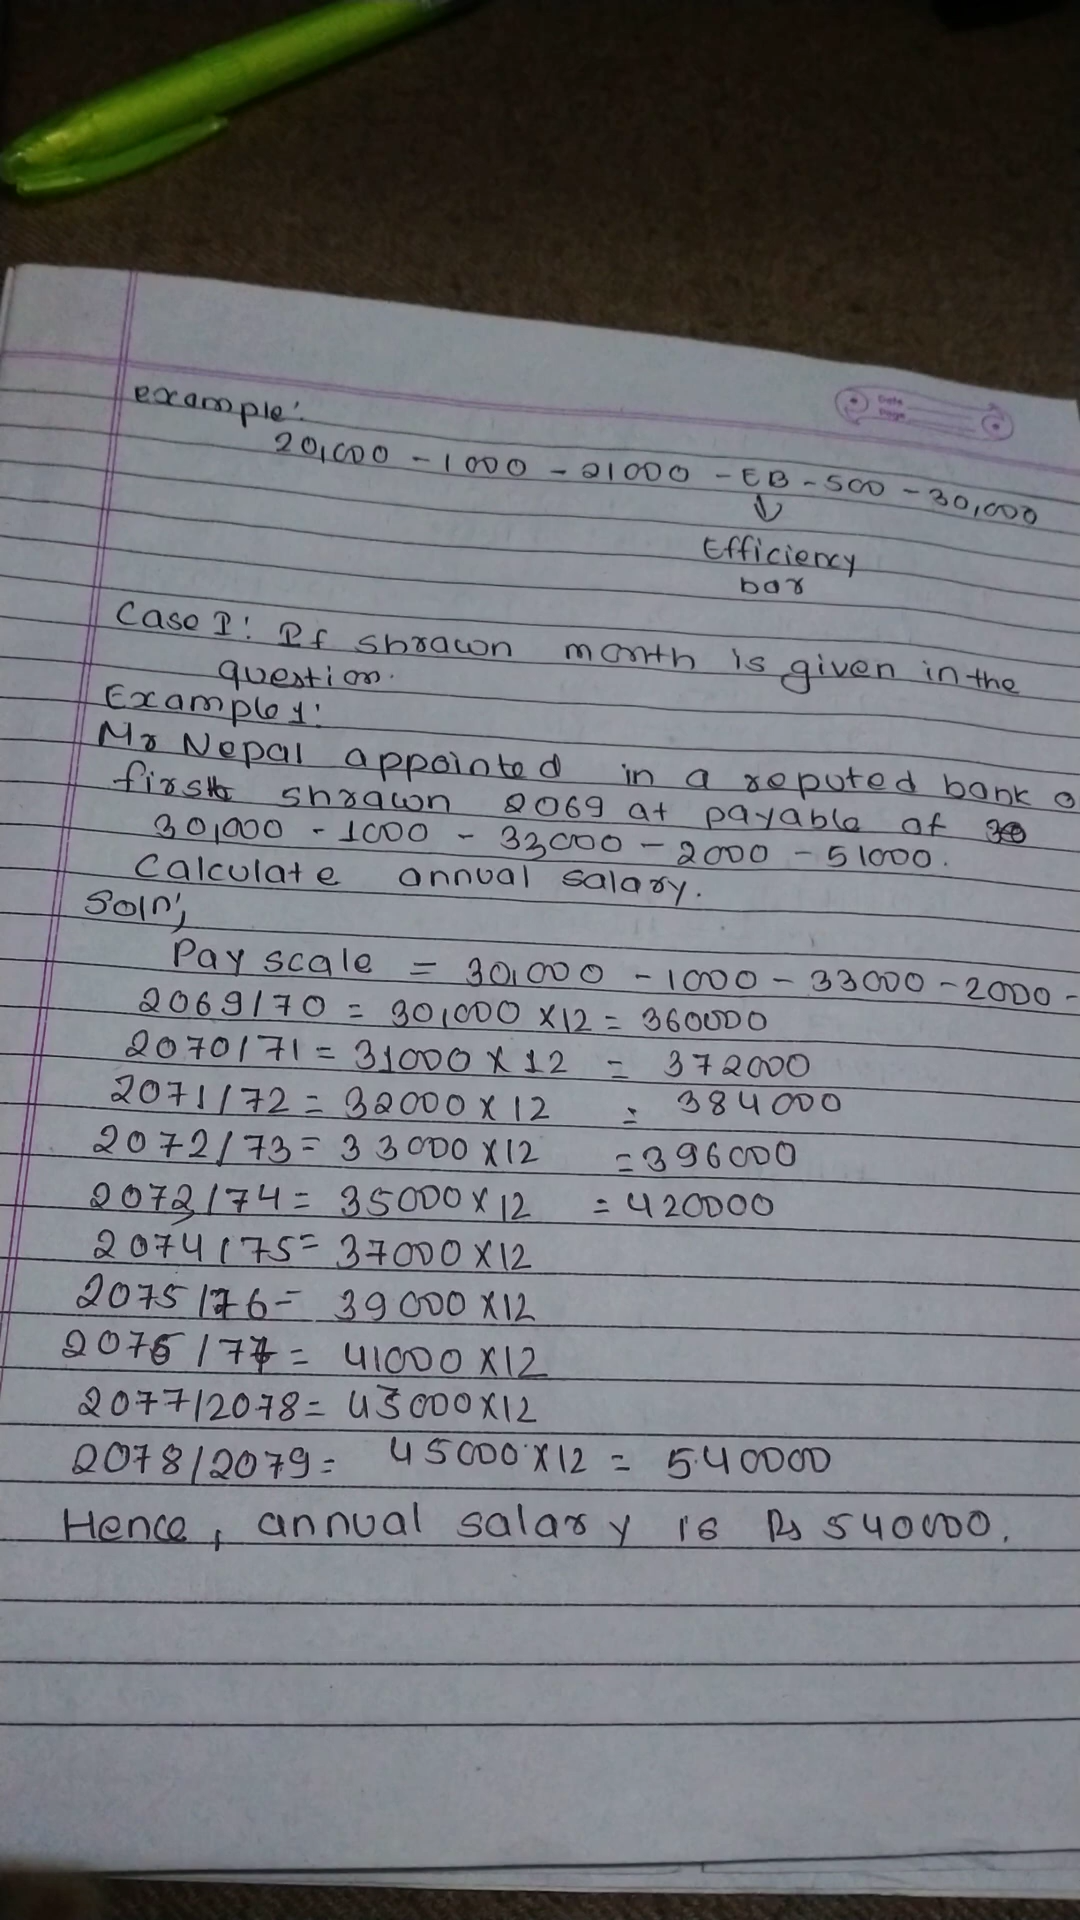 Date
Page
example:
20,000 - 1000 - 21000 - EB - 500 - 30,000
Efficiency
bar
Case I: If shrawn month is given in the
question.
Example 1:
Mr Nepal appointed in a reputed bank o
first shrawn 2069 at payable of
30,000 - 1000 - 33000 - 2000 - 51000.
Calculate annual salary.
Soln;
Pay scale = 30,000 - 1000 - 33000 - 2000 -
2069/70 = 30,000 x 12 = 360000
2070/71 = 31000 x 12 = 372000
2071/72 = 32000 x 12 = 384000
2072/73 = 33000 x 12 = 396000
2073/74 = 35000 x 12 = 420000
2074/75 = 37000 x 12
2075/76 = 39000 x 12
2076/77 = 41000 x 12
2077/2078 = 43000 x 12
2078/2079 = 45000 x 12 = 540000
Hence, annual salary is Rs 540000.